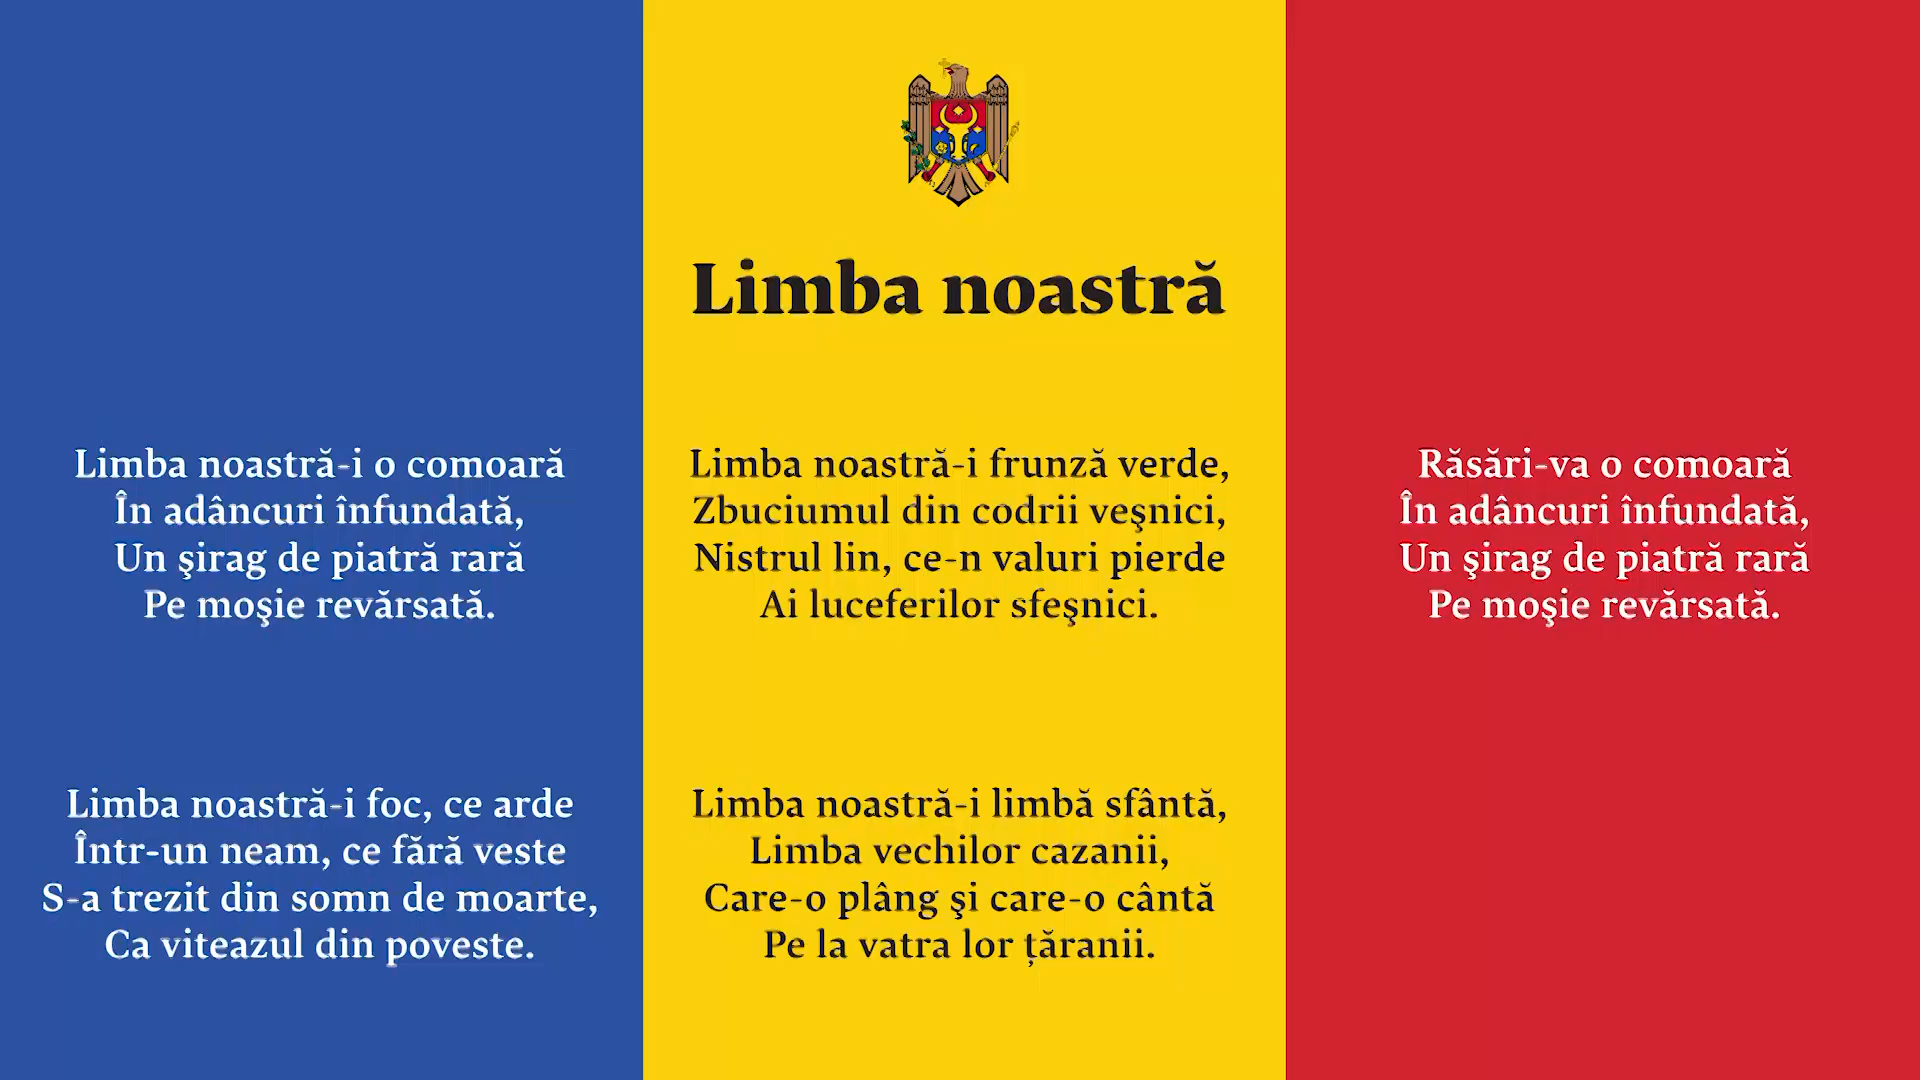 Limba noastră
Limba noastră-i o comoară
În adâncuri înfundată,
Un şirag de piatră rară
Pe moşie revărsată.
Limba noastră-i foc, ce arde
Într-un neam, ce fără veste
S-a trezit din somn de moarte,
Ca viteazul din poveste.
Limba noastră-i frunză verde,
Zbuciumul din codrii veşnici,
Nistrul lin, ce-n valuri pierde
Ai luceferilor sfeşnici.
Limba noastră-i limbă sfântă,
Limba vechilor cazanii,
Care-o plâng şi care-o cântă
Pe la vatra lor țăranii.
Răsări-va o comoară
În adâncuri înfundată,
Un şirag de piatră rară
Pe moşie revărsată.